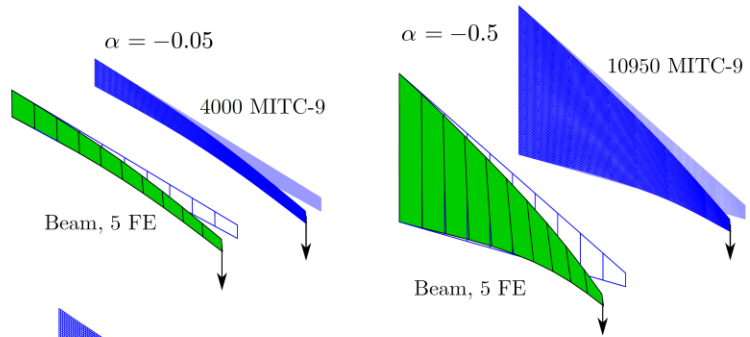 α = −0.05
4000 MITC-9
Beam, 5 FE
α = −0.5
10950 MITC-9
Beam, 5 FE